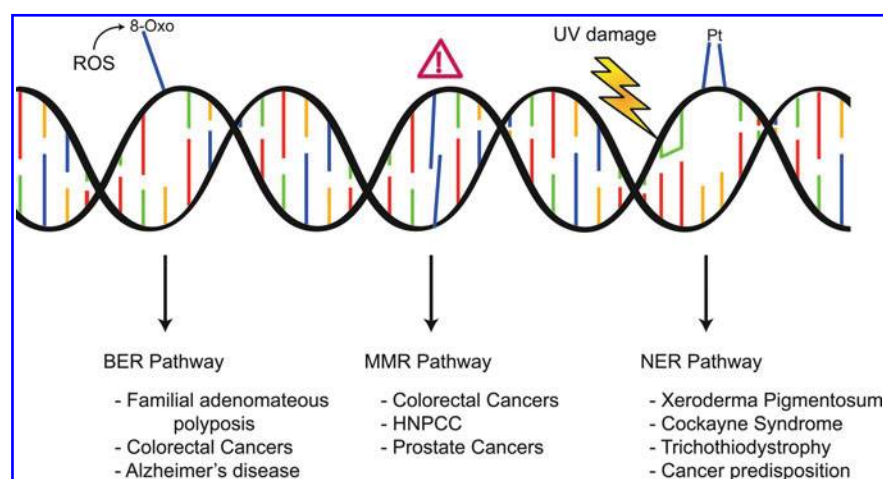 8-Oxo
ROS
!
UV damage
Pt
BER Pathway
- Familial adenomateous
polyposis
- Colorectal Cancers
- Alzheimer's disease
MMR Pathway
- Colorectal Cancers
- HNPCC
- Prostate Cancers
NER Pathway
- Xeroderma Pigmentosum
- Cockayne Syndrome
- Trichothiodystrophy
- Cancer predisposition